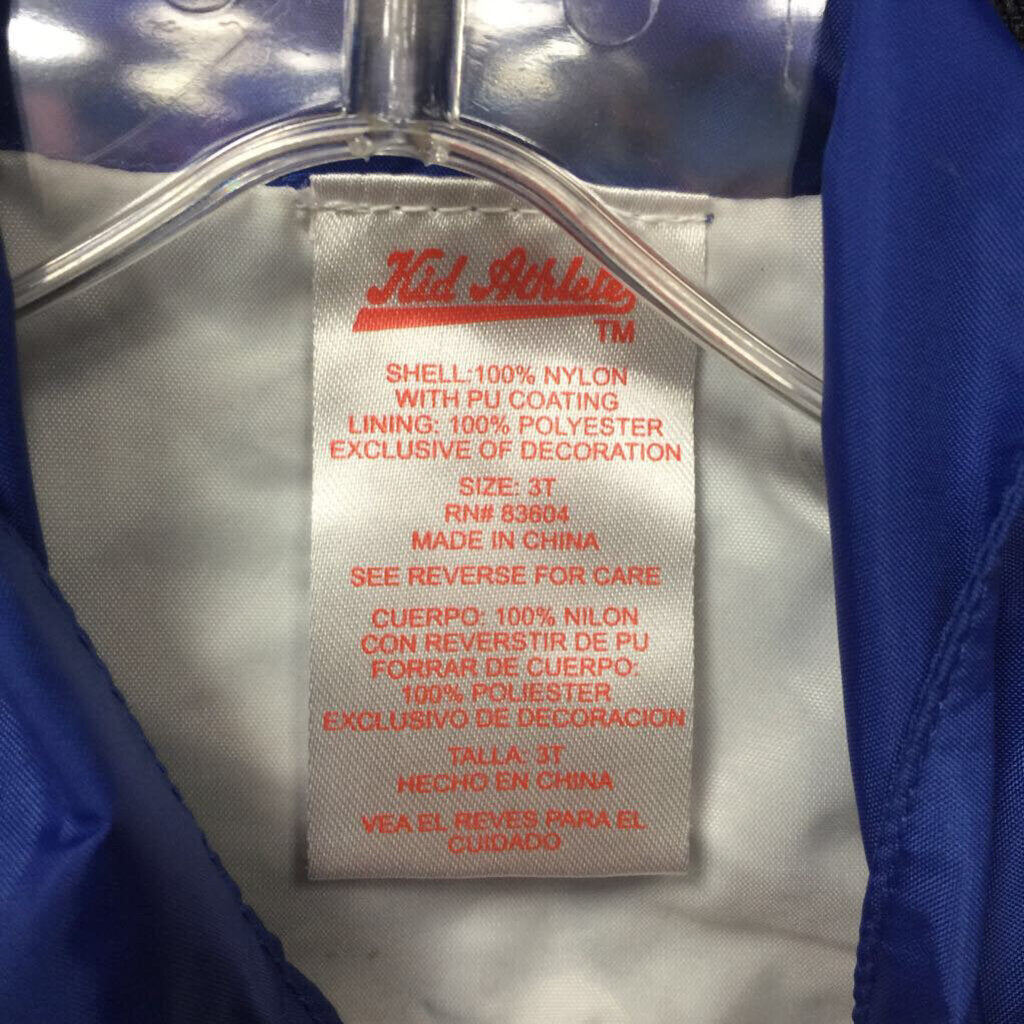 Kid Athlete
TM
SHELL:100% NYLON
WITH PU COATING
LINING: 100% POLYESTER
EXCLUSIVE OF DECORATION
SIZE: 3T
RN# 83604
MADE IN CHINA
SEE REVERSE FOR CARE
CUERPO: 100% NILON
CON REVERSTIR DE PU
FORRAR DE CUERPO:
100% POLIESTER
EXCLUSIVO DE DECORACION
TALLA: 3T
HECHO EN CHINA
VEA EL REVES PARA EL
CUIDADO